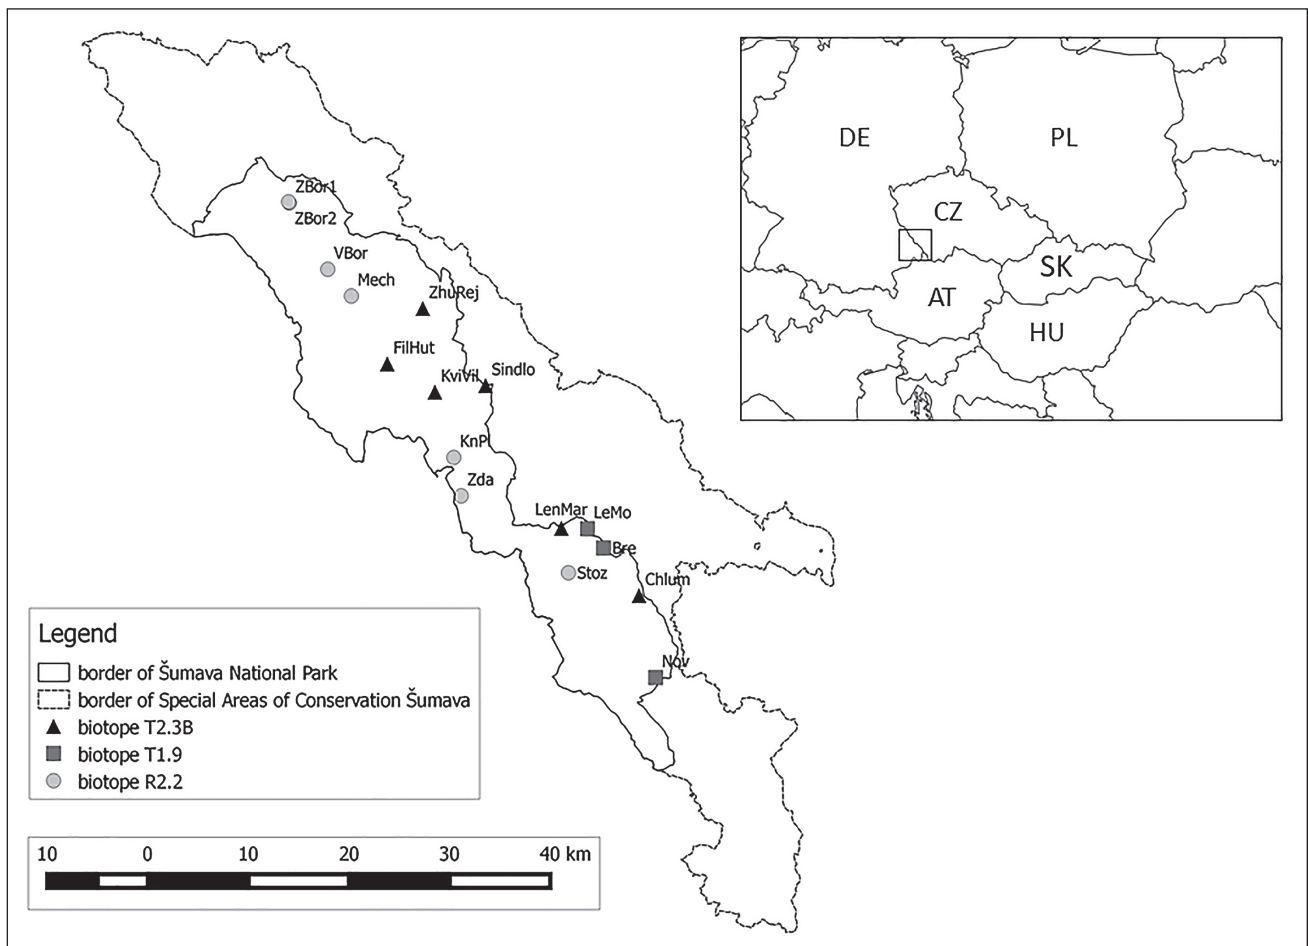 ZBor1
ZBor2
VBor
Mech
ZhuRej
FilHut
KviVil
Sindlo
KnP
Zda
LenMar
LeMo
Bre
Stoz
Chlum
Nov
DE
PL
CZ
SK
AT
HU
Legend
border of Šumava National Park
border of Special Areas of Conservation Šumava
biotope T2.3B
biotope T1.9
biotope R2.2
10 0 10 20 30 40 km